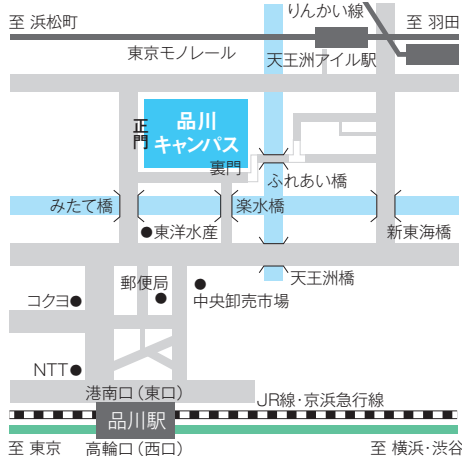 りんかい線
至 浜松町
至 羽田
東京モノレール
天王洲アイル駅
正門
品川
キャンパス
裏門
ふれあい橋
みたて橋
楽水橋
新東海橋
東洋水産
天王洲橋
郵便局
コクヨ
中央卸売市場
NTT
港南口(東口)
JR線・京浜急行線
品川駅
至 東京
高輪口(西口)
至 横浜・渋谷